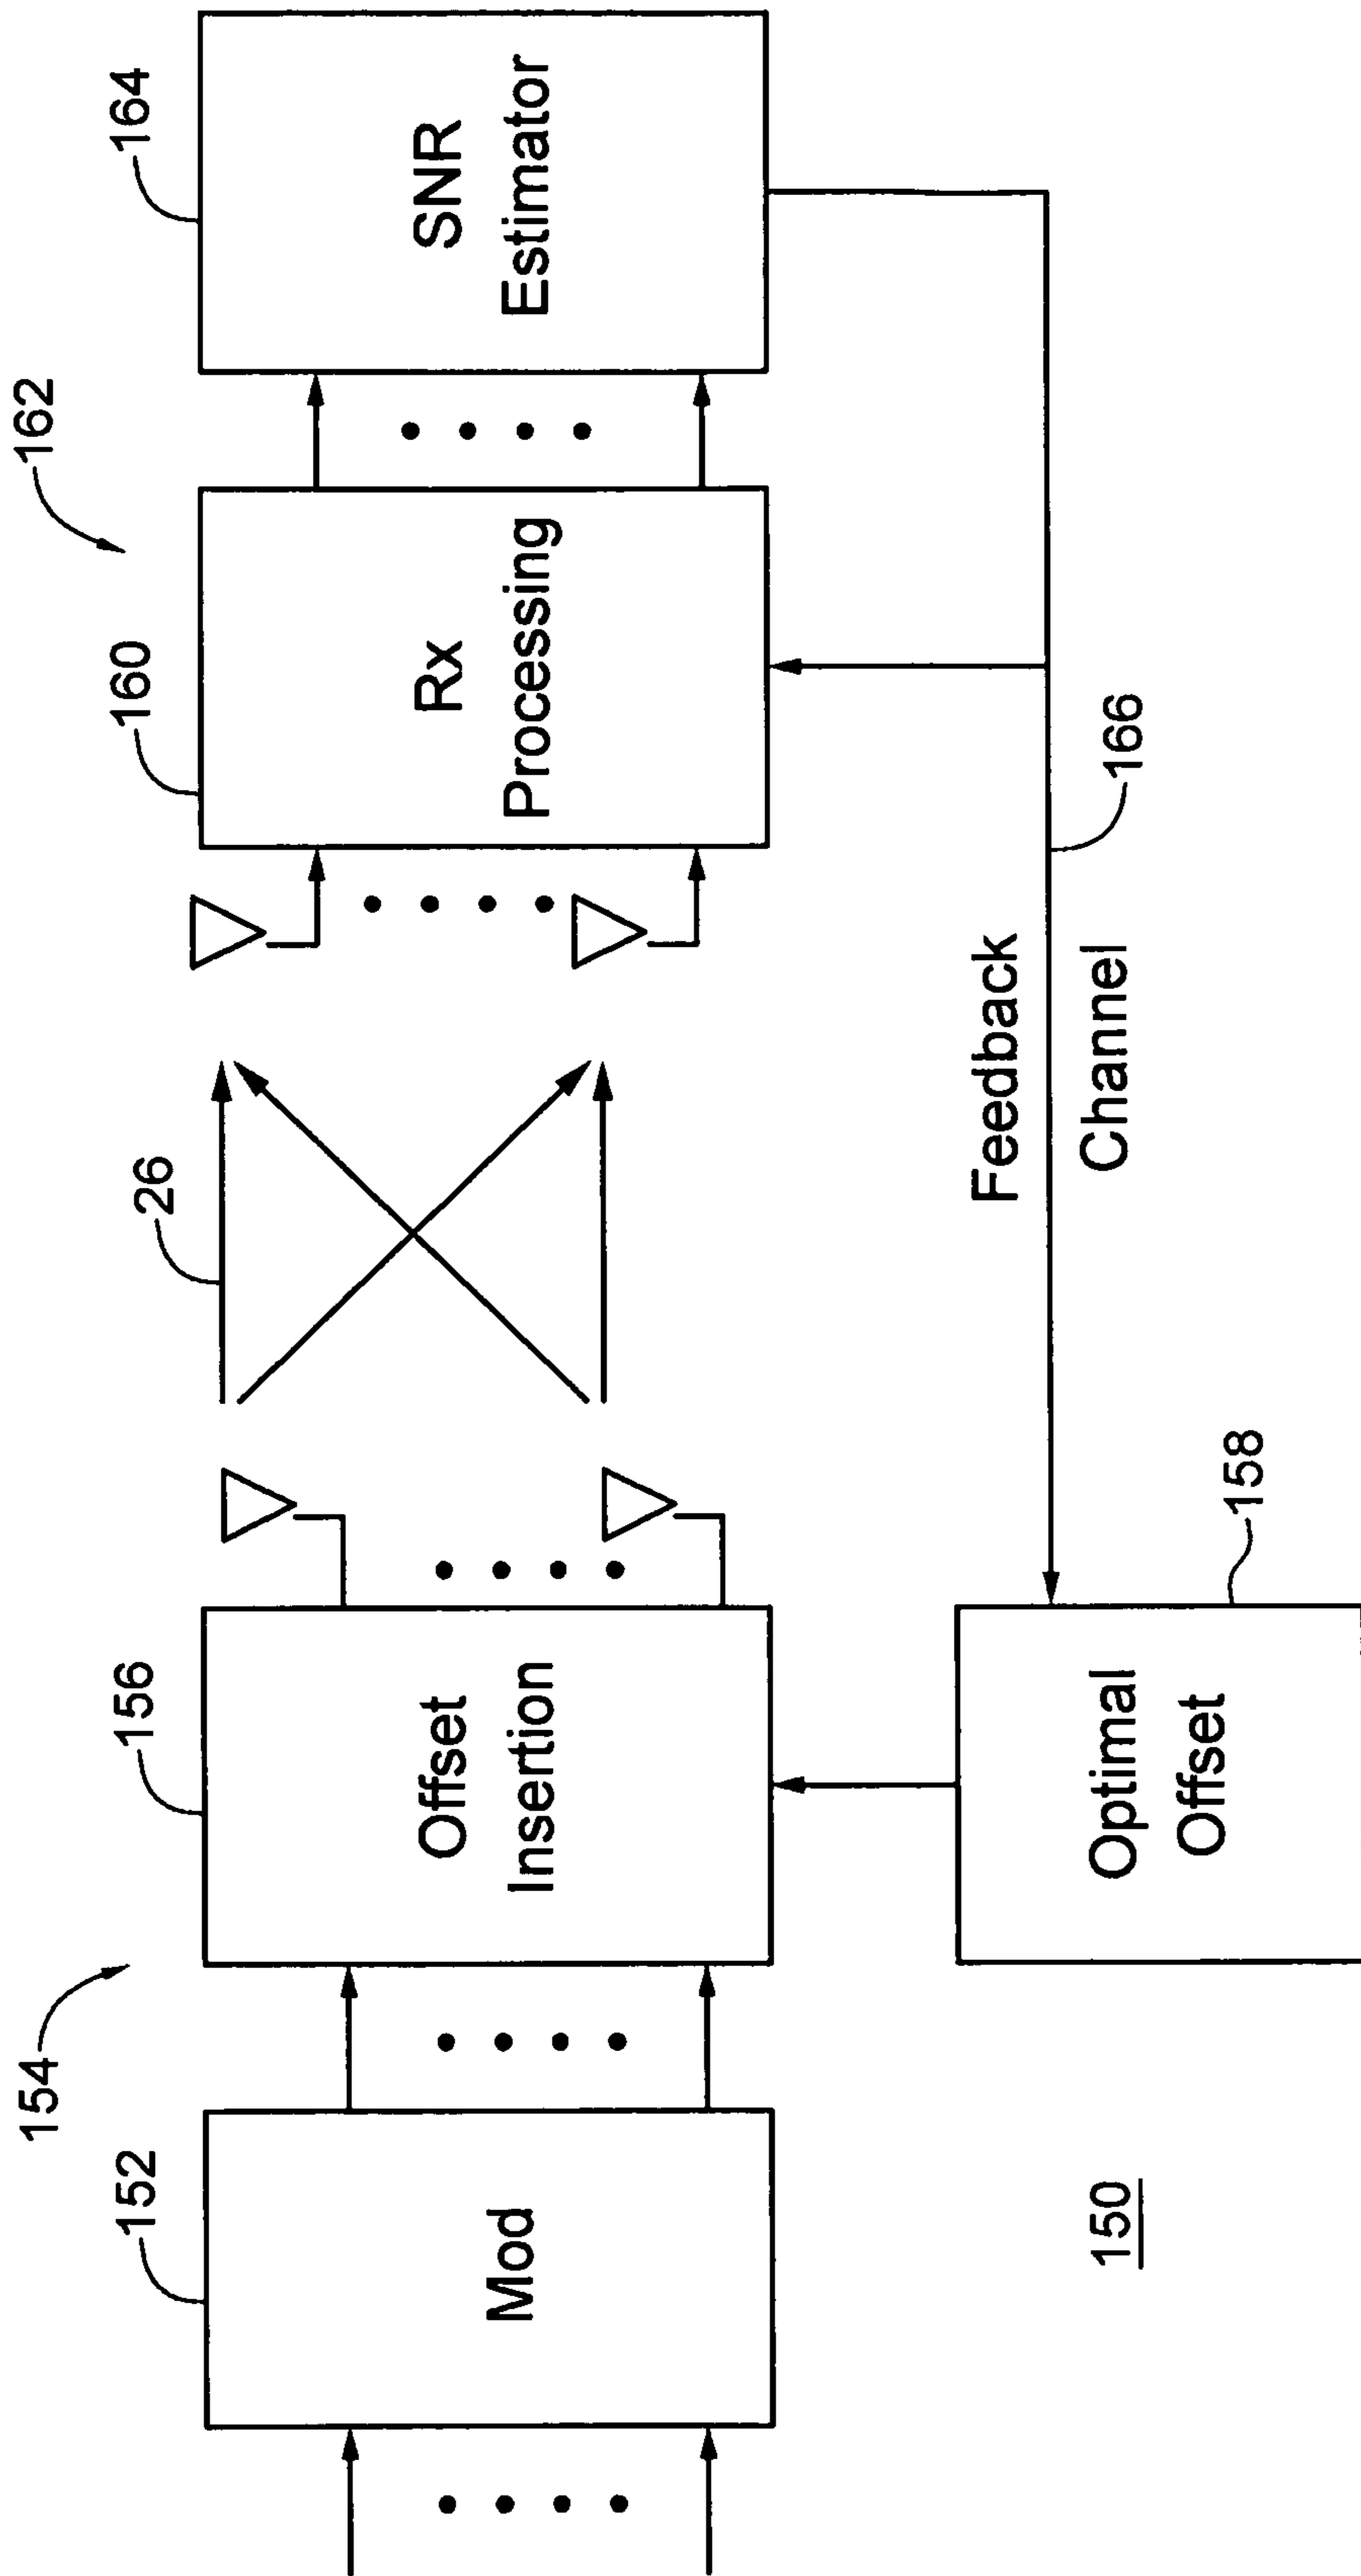 154
162
152
156
26
160
164
Mod
Offset
Insertion
Rx
Processing
SNR
Estimator
Feedback
Channel
166
158
Optimal
Offset
150